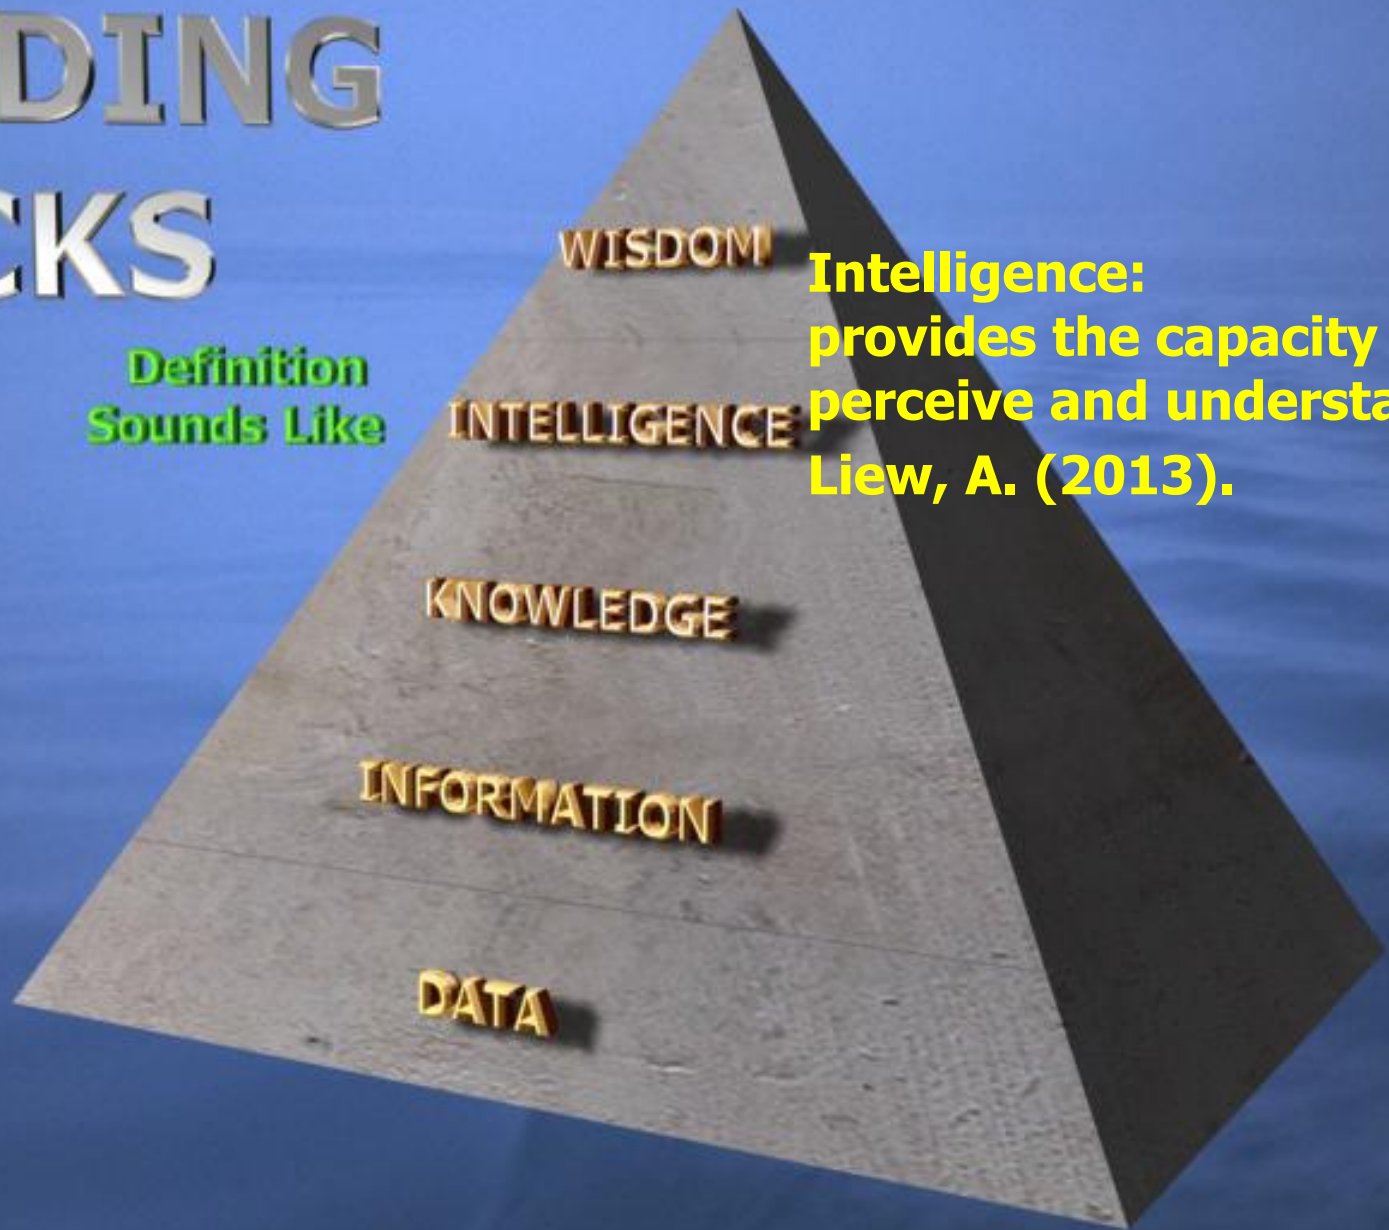 DING
CKS
Definition
Sounds Like
WISDOM
INTELLIGENCE
KNOWLEDGE
INFORMATION
DATA
Intelligence:
provides the capacity
perceive and understa
Liew, A. (2013).